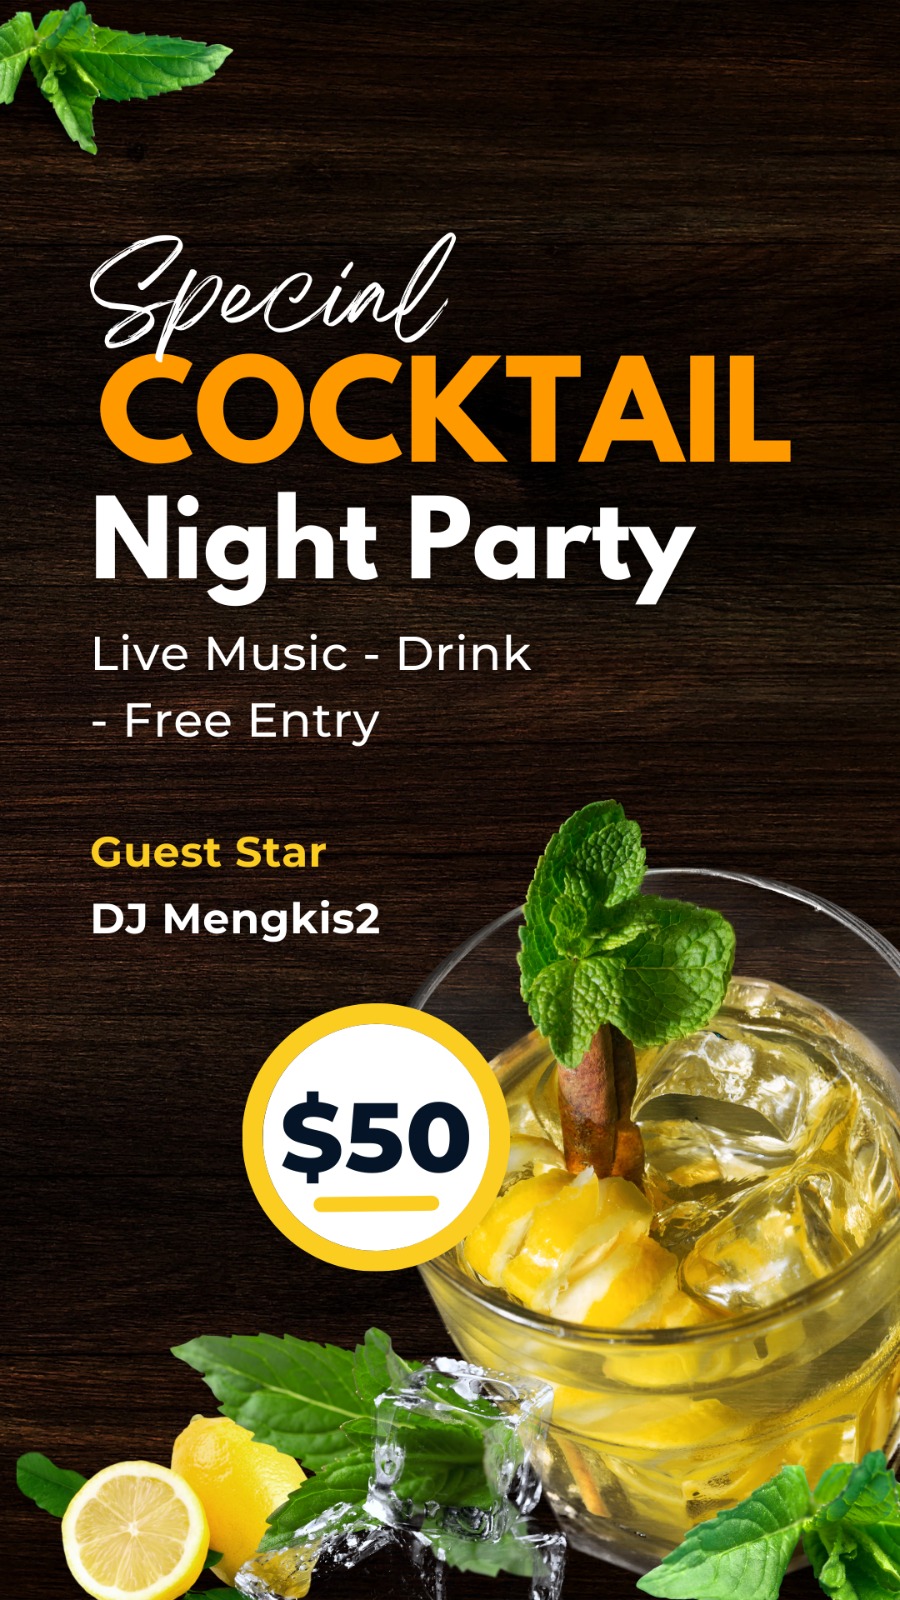 Special
COCKTAIL
Night Party
Live Music - Drink
- Free Entry
Guest Star
DJ Mengkis2
$50